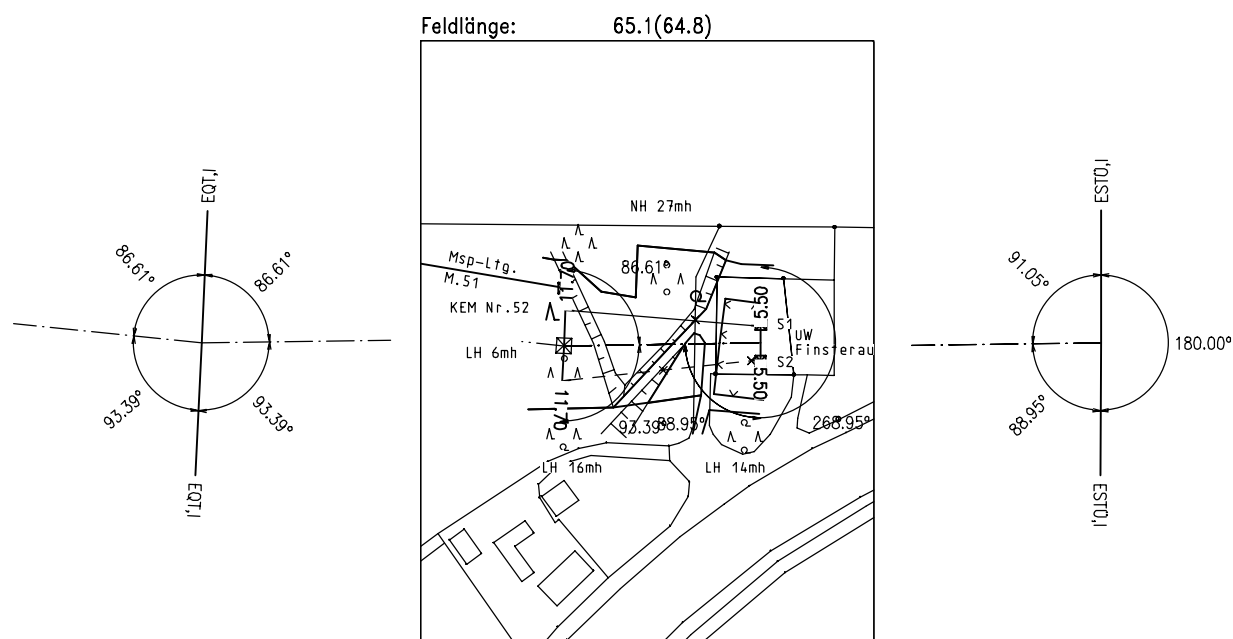 Feldlänge: 65.1(64.8)
NH 27mh
EQT,I'
86.61°
86.61°
93.39°
93.39°
EQT,I
Msp-Ltg.
M.51
KEM Nr.52
LH 6mh
11.70
86.61°
11.70
93.39°
88.95°
5.50
5.50
S1
S2
UW
Finsterau
268.95°
LH 16mh
LH 14mh
ESTO,I'
91.05°
180.00°
88.95°
ESTO,I